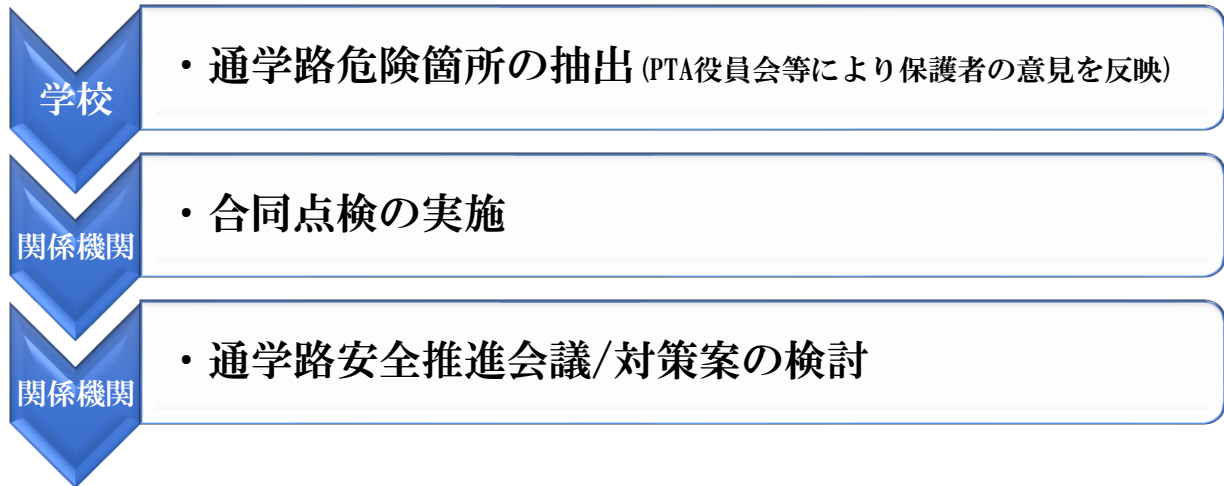 学校
・通学路危険箇所の抽出(PTA役員会等により保護者の意見を反映)
関係機関
・合同点検の実施
関係機関
・通学路安全推進会議/対策案の検討